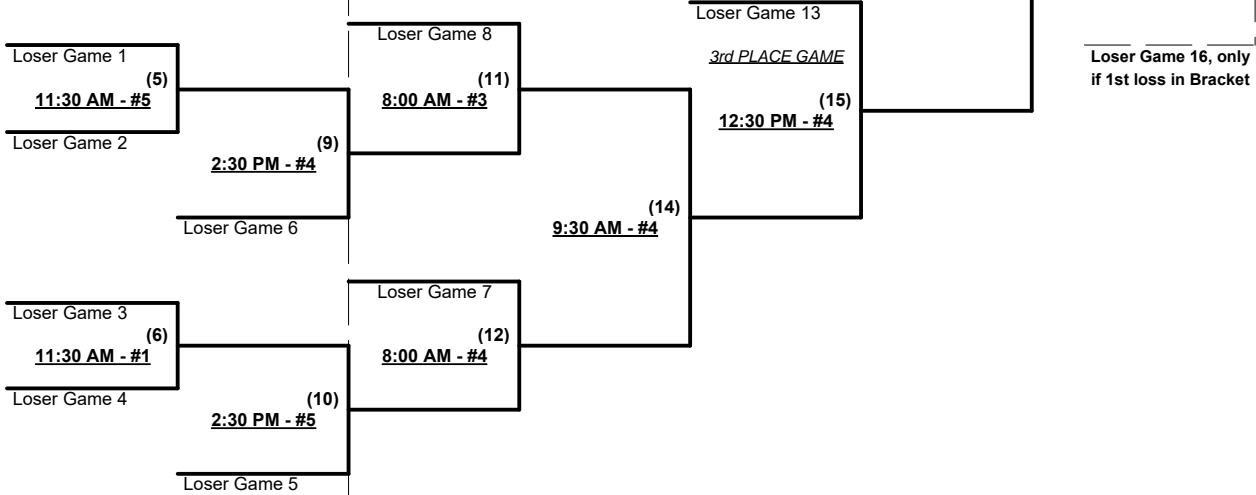 Loser Game 13
Loser Game 8
Loser Game 1
3rd PLACE GAME
Loser Game 16, only
if 1st loss in Bracket
(5)
11:30 AM - #5
(11)
8:00 AM - #3
(15)
12:30 PM - #4
Loser Game 2
(9)
2:30 PM - #4
(14)
9:30 AM - #4
Loser Game 6
Loser Game 7
Loser Game 3
(6)
11:30 AM - #1
(12)
8:00 AM - #4
Loser Game 4
(10)
2:30 PM - #5
Loser Game 5